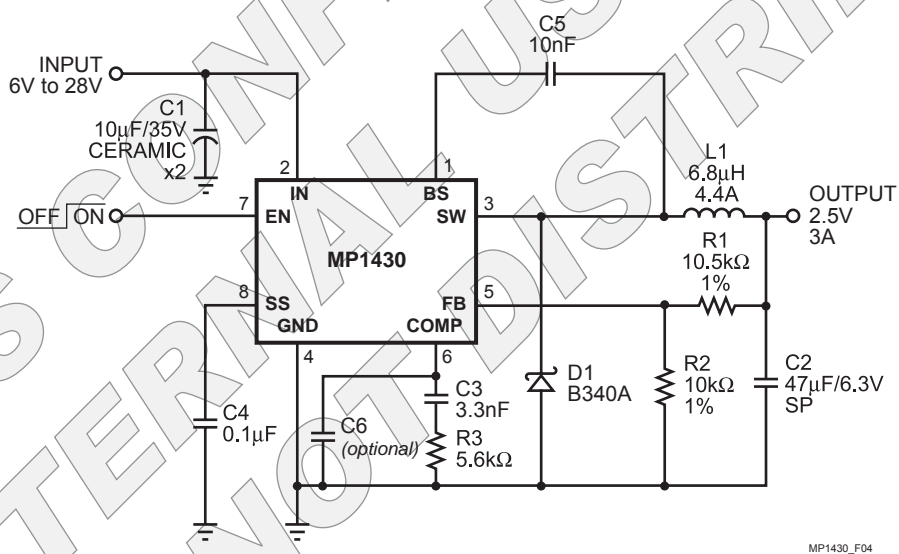 C5
10nF
INPUT
6V to 28V
C1
10µF/35V
CERAMIC
x2
2
1
IN
BS
L1
6.8µH
4.4A
OFF ON
7
EN
SW
3
OUTPUT
2.5V
3A
MP1430
R1
10.5kΩ
1%
8
SS
FB
5
GND
COMP
4
6
C4
0.1µF
C6
(optional)
C3
3.3nF
R3
5.6kΩ
D1
B340A
R2
10kΩ
1%
C2
47µF/6.3V
SP
MP1430_F04